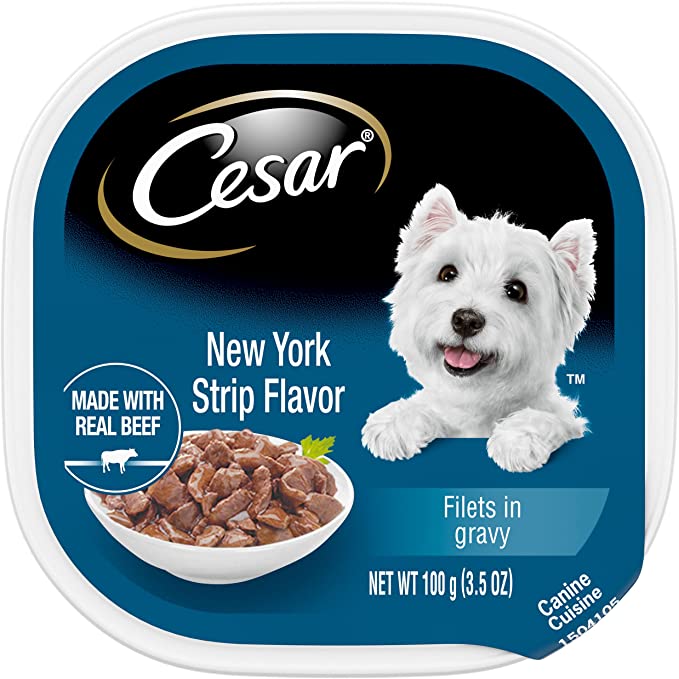 Cesar®
New York
Strip Flavor
MADE WITH
REAL BEEF
TM
Filets in
gravy
NET WT 100 g (3.5 OZ)
Canine
Cuisine